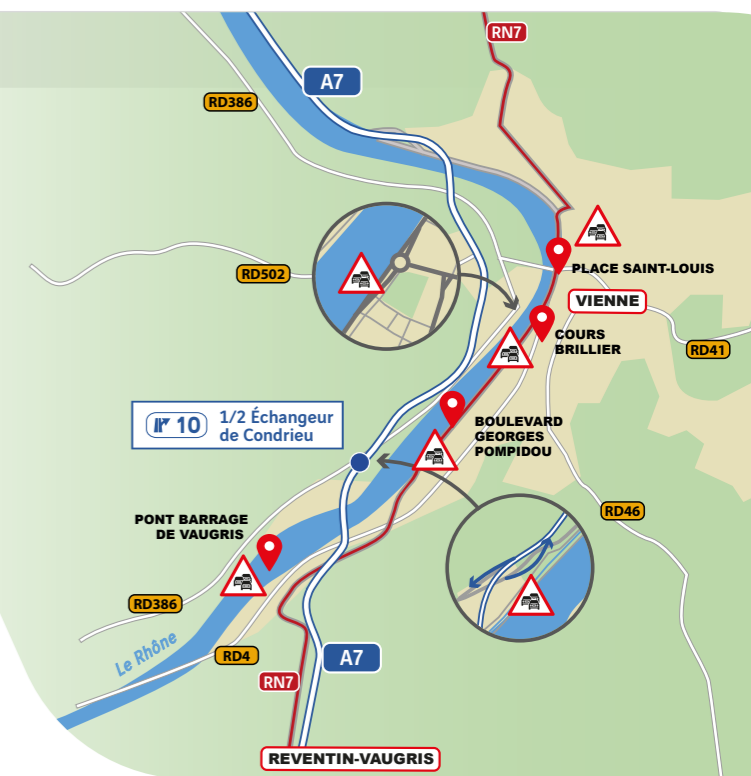 RN7
A7
RD386
PLACE SAINT-LOUIS
RD502
VIENNE
COURS
BRILLIER
RD41
10 1/2 Échangeur
de Condrieu
BOULEVARD
GEORGES
POMPIDOU
PONT BARRAGE
DE VAUGRIS
RD46
RD386
Le Rhône
RD4
A7
RN7
REVENTIN-VAUGRIS